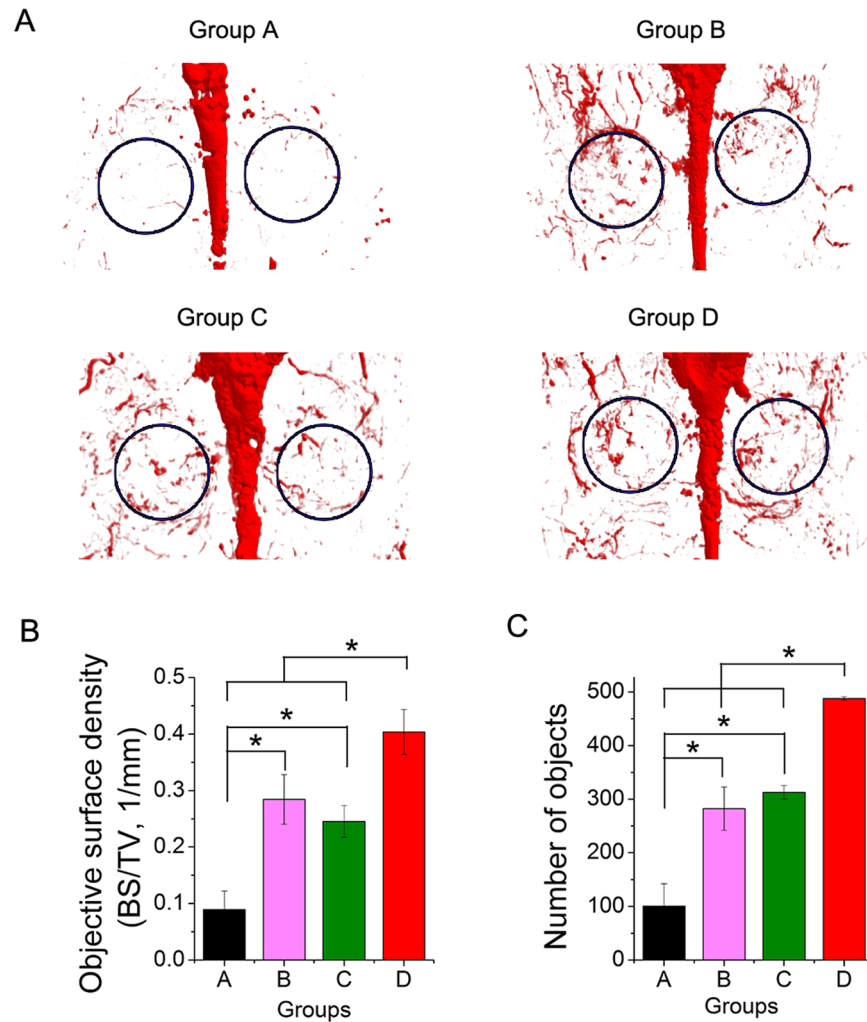 A
Group A
Group B
Group C
Group D
B
Objective surface density
(BS/TV, 1/mm)
0.5
0.4
0.3
0.2
0.1
0.0
*
*
*
A B C D
Groups
C
Number of objects
500
400
300
200
100
0
*
*
*
A B C D
Groups